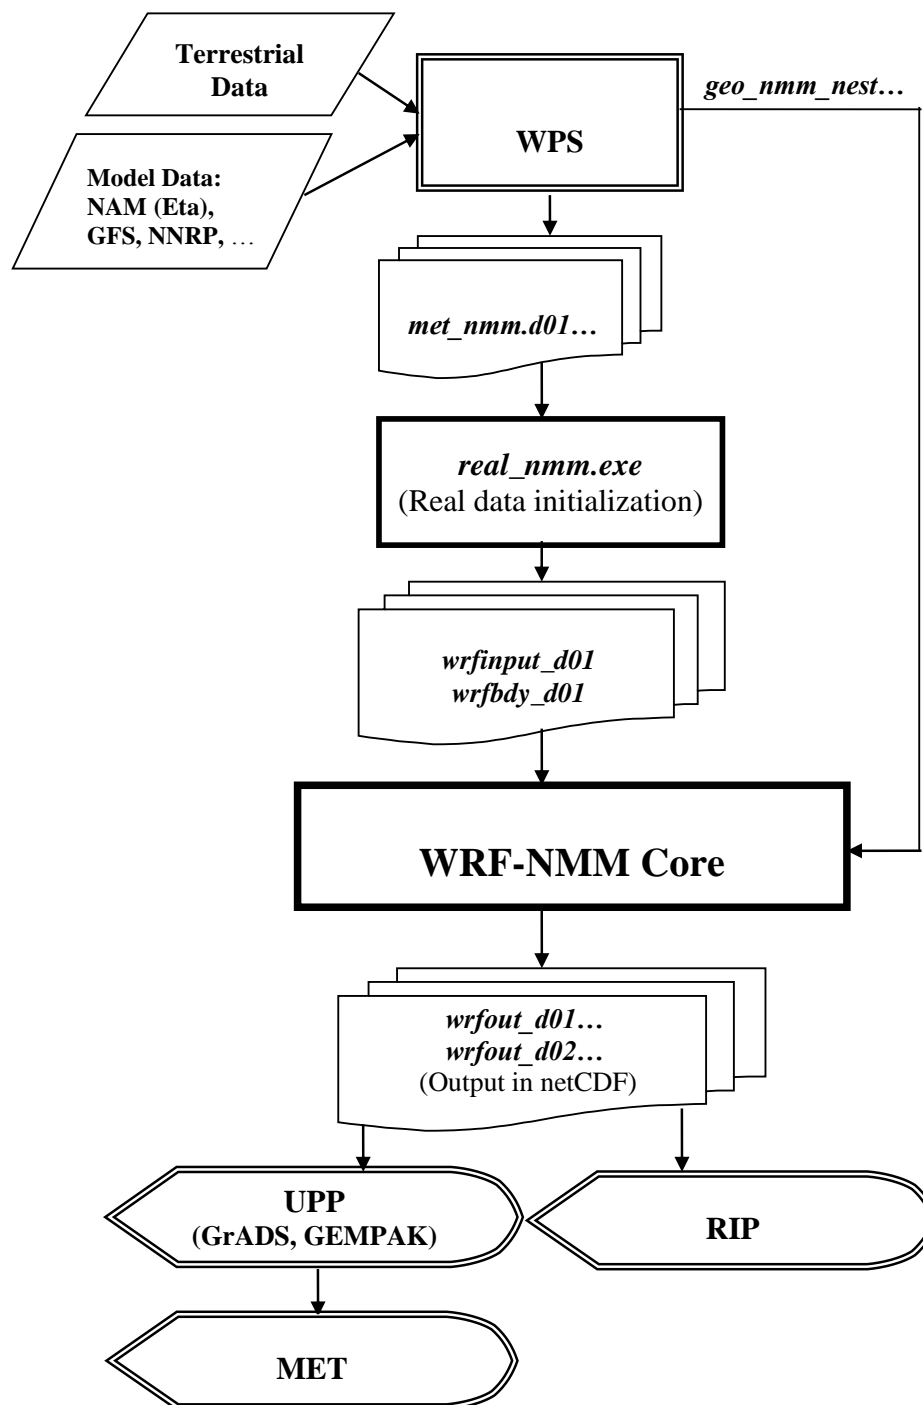 Terrestrial
Data
Model Data:
NAM (Eta),
GFS, NNRP, …
WPS
geo_nmm_nest…
met_nmm.d01…
real_nmm.exe
(Real data initialization)
wrfinput_d01
wrfbdy_d01
WRF-NMM Core
wrfout_d01…
wrfout_d02…
(Output in netCDF)
UPP
(GrADS, GEMPAK)
RIP
MET